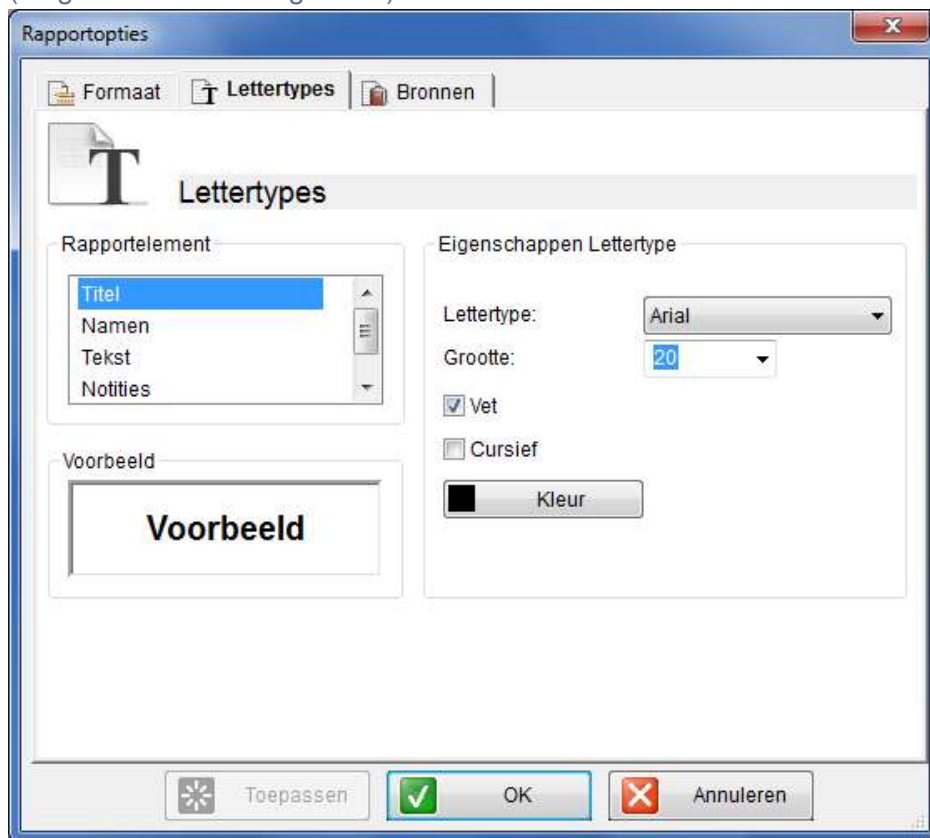 Rapportopties
Formaat
Lettertypes
Bronnen
Lettertypes
Rapportelement
Titel
Namen
Tekst
Notities
Voorbeeld
Voorbeeld
Eigenschappen Lettertype
Lettertype:
Arial
Grootte:
20
Vet
Cursief
Kleur
Toepassen
OK
Annuleren